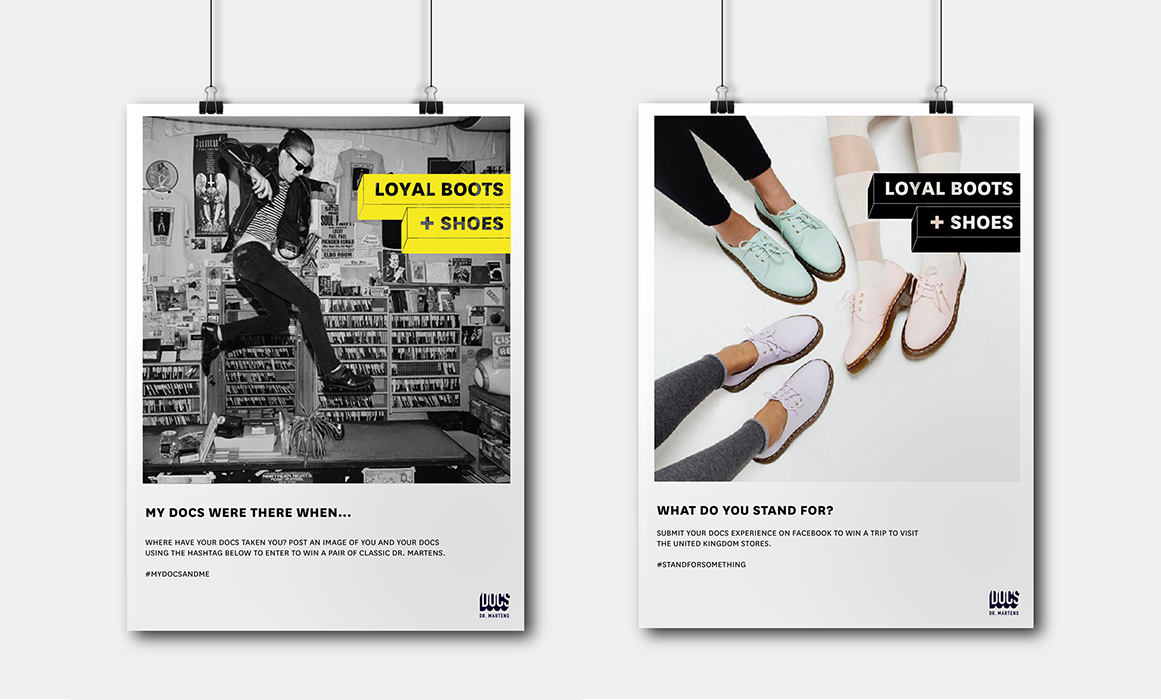 LOYAL BOOTS
+ SHOES
MY DOCS WERE THERE WHEN...
WHERE HAVE YOUR DOCS TAKEN YOU? POST AN IMAGE OF YOU AND YOUR DOCS
USING THE HASHTAG BELOW TO ENTER TO WIN A PAIR OF CLASSIC DR. MARTENS.
#MYDOCSANDME
DOCS
DR. MARTENS
LOYAL BOOTS
+ SHOES
WHAT DO YOU STAND FOR?
SUBMIT YOUR DOCS EXPERIENCE ON FACEBOOK TO WIN A TRIP TO VISIT
THE UNITED KINGDOM STORES.
#STANDFORSOMETHING
DOCS
DR. MARTENS
ELBO ROOM